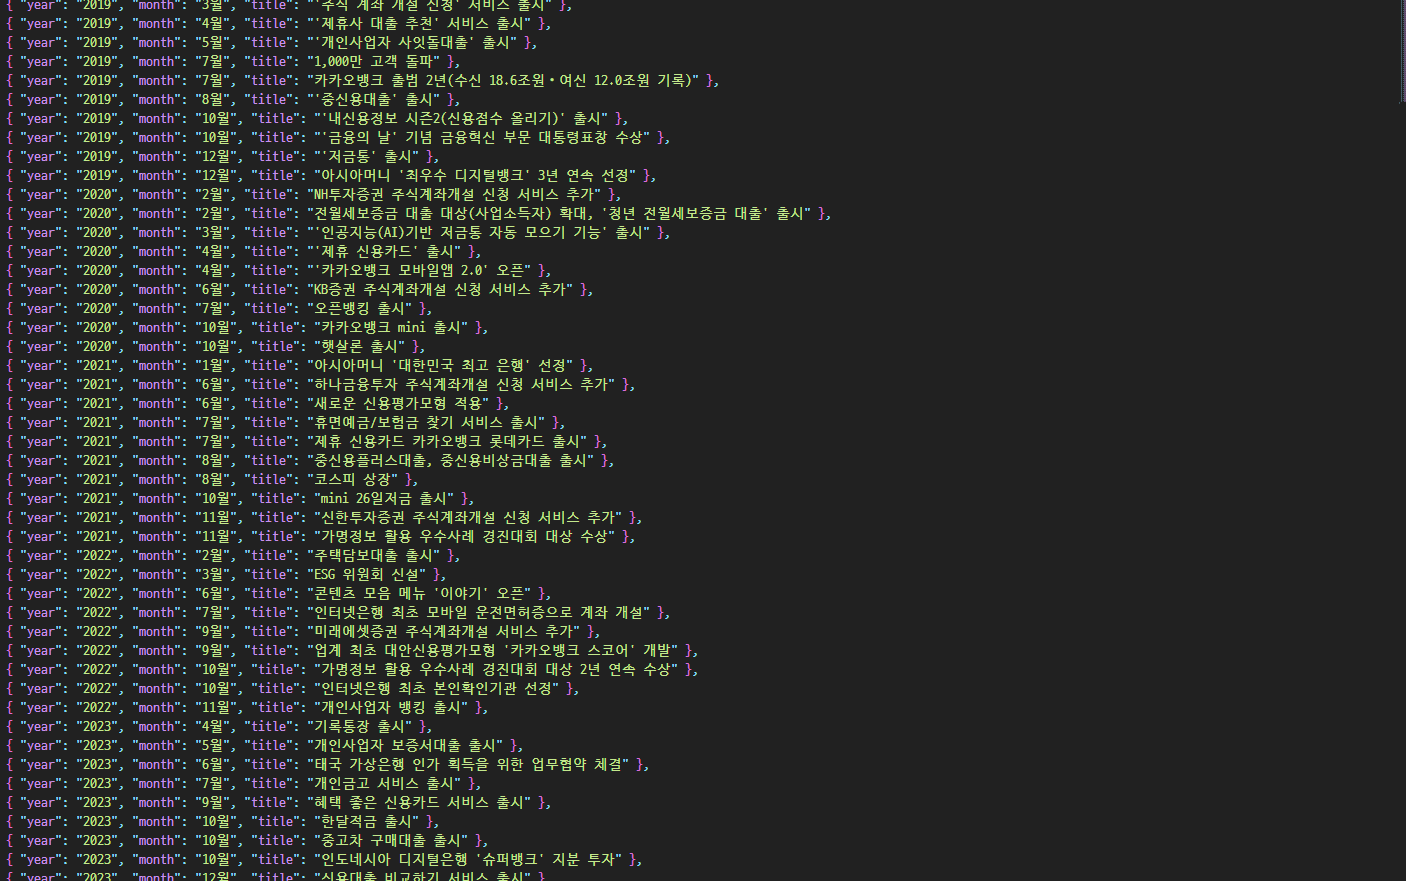 { "year": "2019", "month": "3월", "title": "'주식 계좌 개설 신청' 서비스 출시" },
{ "year": "2019", "month": "4월", "title": "'제휴사 대출 추천' 서비스 출시" },
{ "year": "2019", "month": "5월", "title": "'개인사업자 사잇돌대출' 출시" },
{ "year": "2019", "month": "7월", "title": "1,000만 고객 돌파" },
{ "year": "2019", "month": "7월", "title": "카카오뱅크 출범 2년(수신 18.6조원·여신 12.0조원 기록)" },
{ "year": "2019", "month": "8월", "title": "'중신용대출' 출시" },
{ "year": "2019", "month": "10월", "title": "'내신용정보 시즌2(신용점수 올리기)' 출시" },
{ "year": "2019", "month": "10월", "title": "'금융의 날' 기념 금융혁신 부문 대통령표창 수상" },
{ "year": "2019", "month": "12월", "title": "'저금통' 출시" },
{ "year": "2019", "month": "12월", "title": "아시아머니 '최우수 디지털뱅크' 3년 연속 선정" },
{ "year": "2020", "month": "2월", "title": "NH투자증권 주식계좌개설 신청 서비스 추가" },
{ "year": "2020", "month": "2월", "title": "전월세보증금 대출 대상(사업소득자) 확대, '청년 전월세보증금 대출' 출시" },
{ "year": "2020", "month": "3월", "title": "'인공지능(AI)기반 저금통 자동 모으기 기능' 출시" },
{ "year": "2020", "month": "4월", "title": "'제휴 신용카드' 출시" },
{ "year": "2020", "month": "4월", "title": "'카카오뱅크 모바일앱 2.0' 오픈" },
{ "year": "2020", "month": "6월", "title": "KB증권 주식계좌개설 신청 서비스 추가" },
{ "year": "2020", "month": "7월", "title": "오픈뱅킹 출시" },
{ "year": "2020", "month": "10월", "title": "카카오뱅크 mini 출시" },
{ "year": "2020", "month": "10월", "title": "햇살론 출시" },
{ "year": "2021", "month": "1월", "title": "아시아머니 '대한민국 최고 은행' 선정" },
{ "year": "2021", "month": "6월", "title": "하나금융투자 주식계좌개설 신청 서비스 추가" },
{ "year": "2021", "month": "6월", "title": "새로운 신용평가모형 적용" },
{ "year": "2021", "month": "7월", "title": "휴면예금/보험금 찾기 서비스 출시" },
{ "year": "2021", "month": "7월", "title": "제휴 신용카드 카카오뱅크 롯데카드 출시" },
{ "year": "2021", "month": "8월", "title": "중신용플러스대출, 중신용비상금대출 출시" },
{ "year": "2021", "month": "8월", "title": "코스피 상장" },
{ "year": "2021", "month": "10월", "title": "mini 26일저금 출시" },
{ "year": "2021", "month": "11월", "title": "신한투자증권 주식계좌개설 신청 서비스 추가" },
{ "year": "2021", "month": "11월", "title": "가명정보 활용 우수사례 경진대회 대상 수상" },
{ "year": "2022", "month": "2월", "title": "주택담보대출 출시" },
{ "year": "2022", "month": "3월", "title": "ESG 위원회 신설" },
{ "year": "2022", "month": "6월", "title": "콘텐츠 모음 메뉴 '이야기' 오픈" },
{ "year": "2022", "month": "7월", "title": "인터넷은행 최초 모바일 운전면허증으로 계좌 개설" },
{ "year": "2022", "month": "9월", "title": "미래에셋증권 주식계좌개설 서비스 추가" },
{ "year": "2022", "month": "9월", "title": "업계 최초 대안신용평가모형 '카카오뱅크 스코어' 개발" },
{ "year": "2022", "month": "10월", "title": "가명정보 활용 우수사례 경진대회 대상 2년 연속 수상" },
{ "year": "2022", "month": "10월", "title": "인터넷은행 최초 본인확인기관 선정" },
{ "year": "2022", "month": "11월", "title": "개인사업자 뱅킹 출시" },
{ "year": "2023", "month": "4월", "title": "기록통장 출시" },
{ "year": "2023", "month": "5월", "title": "개인사업자 보증서대출 출시" },
{ "year": "2023", "month": "6월", "title": "태국 가상은행 인가 획득을 위한 업무협약 체결" },
{ "year": "2023", "month": "7월", "title": "개인금고 서비스 출시" },
{ "year": "2023", "month": "9월", "title": "혜택 좋은 신용카드 서비스 출시" },
{ "year": "2023", "month": "10월", "title": "한달적금 출시" },
{ "year": "2023", "month": "10월", "title": "중고차 구매대출 출시" },
{ "year": "2023", "month": "10월", "title": "인도네시아 디지털은행 '슈퍼뱅크' 지분 투자" },
{ "year": "2023", "month": "12월", "title": "신용대출 비교하기 서비스 출시" }